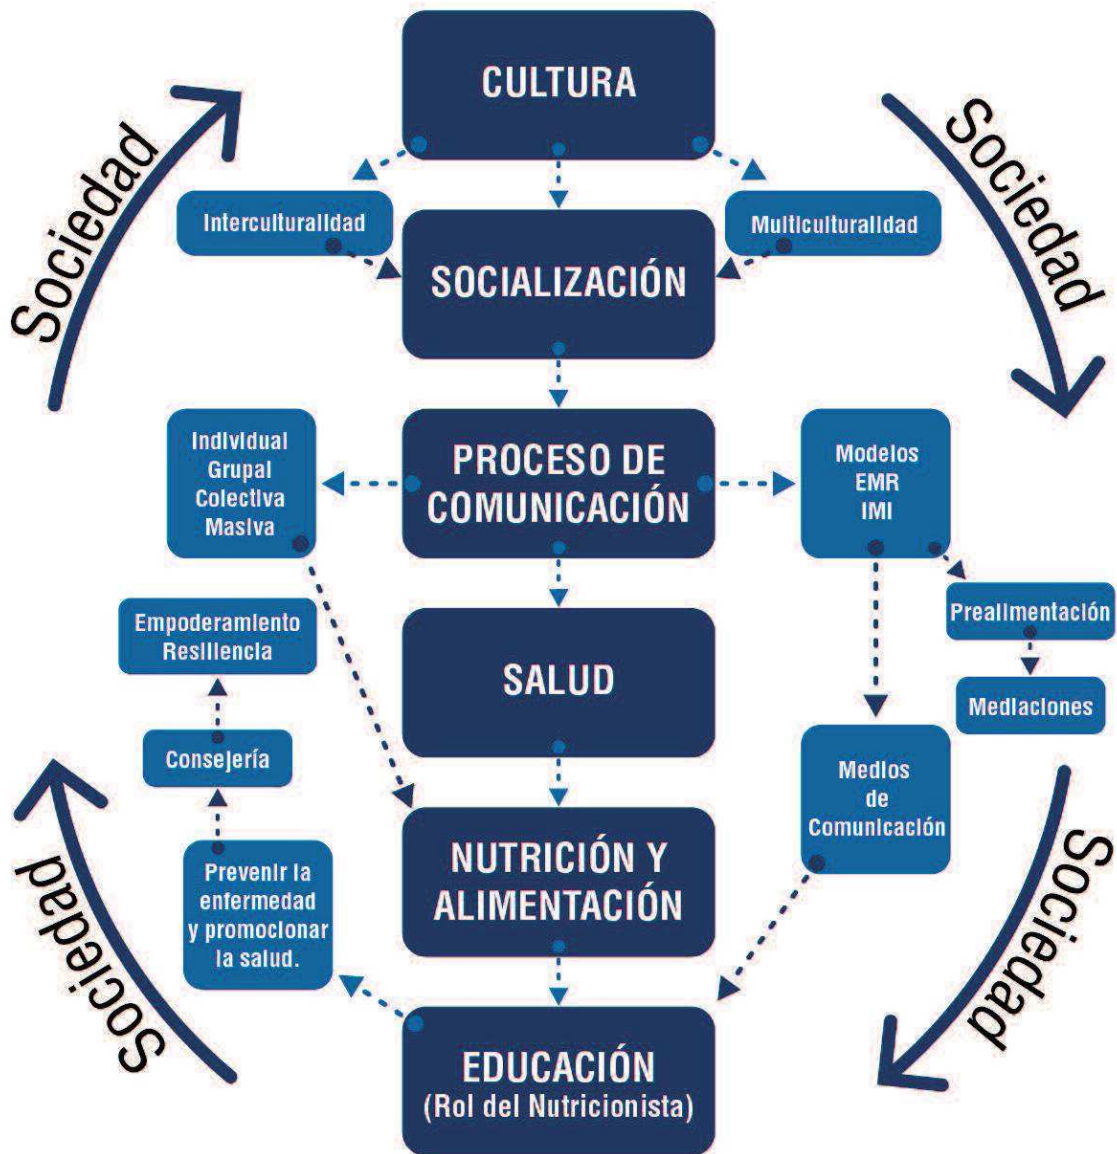 CULTURA
Sociedad
Sociedad
Interculturalidad
Multiculturalidad
SOCIALIZACIÓN
Individual
Grupal
Colectiva
Masiva
PROCESO DE
COMUNICACIÓN
Modelos
EMR
IMI
Empoderamiento
Resiliencia
Prealimentación
SALUD
Mediaciones
Consejería
Medios
de
Comunicación
NUTRICIÓN Y
ALIMENTACIÓN
Prevenir la
enfermedad
y promocionar
la salud.
Sociedad
Sociedad
EDUCACIÓN
(Rol del Nutricionista)